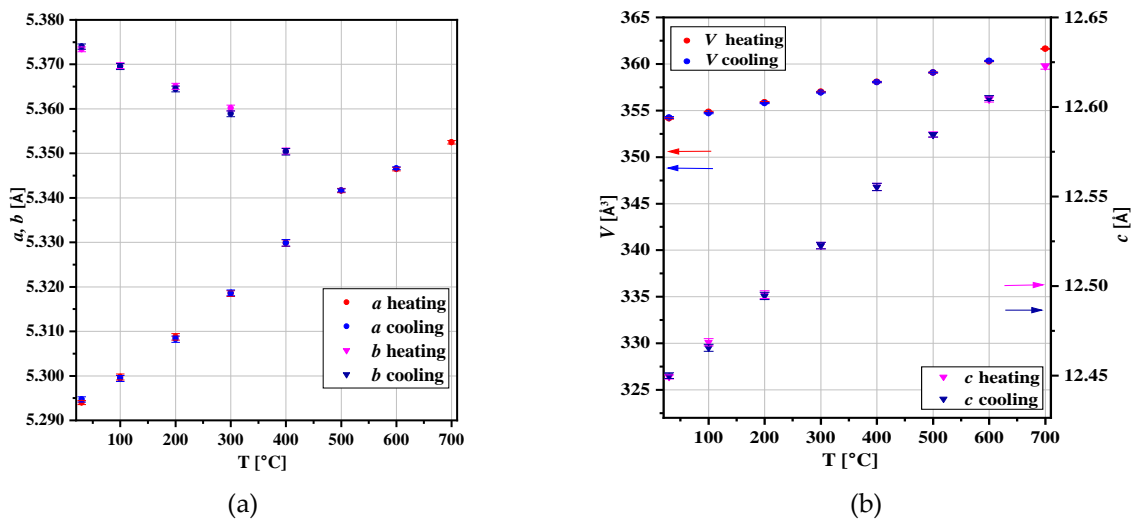 5.380
5.370
5.360
5.350
5.340
5.330
5.320
5.310
5.300
5.290
a, b [Å]
a heating
a cooling
b heating
b cooling
100 200 300 400 500 600 700
T [°C]
(a)
365
360
355
350
345
340
335
330
325
V [Å³]
V heating
V cooling
12.65
12.60
12.55
12.50
12.45
c [Å]
c heating
c cooling
100 200 300 400 500 600 700
T [°C]
(b)